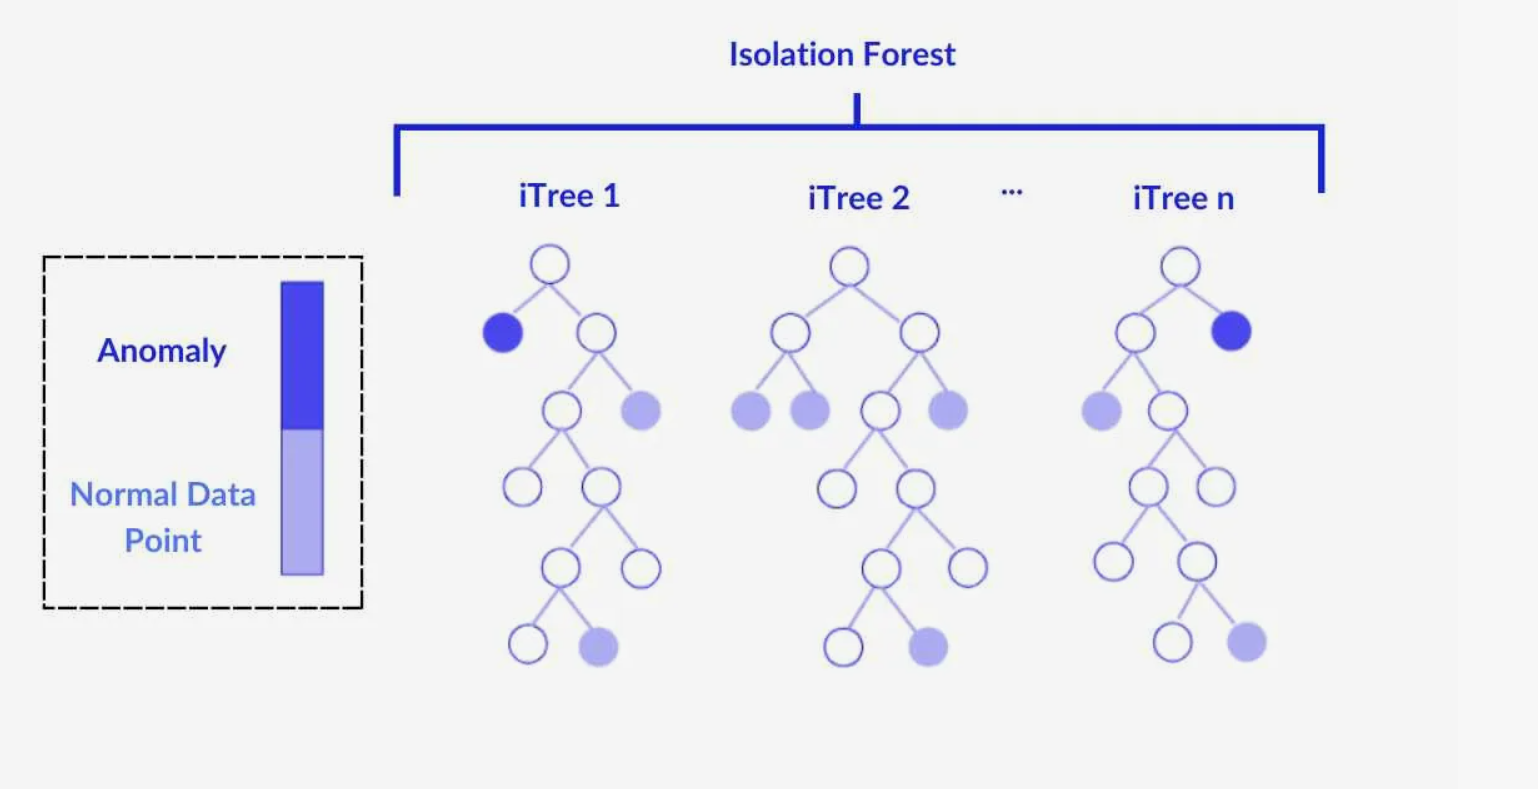 Isolation Forest
iTree 1
iTree 2
...
iTree n
Anomaly
Normal Data
Point